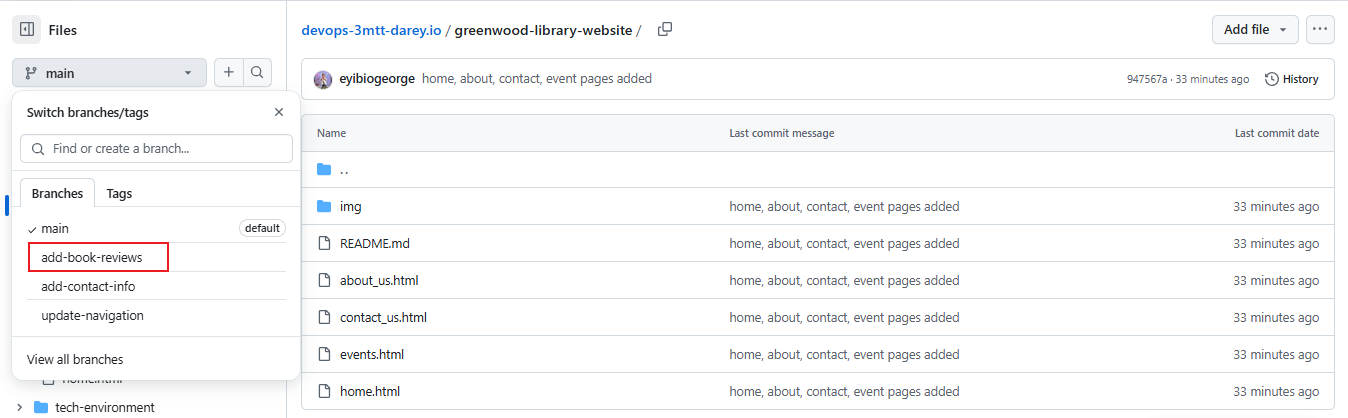 Files
main
Switch branches/tags
Find or create a branch...
Branches Tags
main default
add-book-reviews
add-contact-info
update-navigation
View all branches
home.html
tech-environment
devops-3mtt-darey.io / greenwood-library-website /
Add file
eyibiogeorge home, about, contact, event pages added 947567a · 33 minutes ago History
Name Last commit message Last commit date
..
img home, about, contact, event pages added 33 minutes ago
README.md home, about, contact, event pages added 33 minutes ago
about_us.html home, about, contact, event pages added 33 minutes ago
contact_us.html home, about, contact, event pages added 33 minutes ago
events.html home, about, contact, event pages added 33 minutes ago
home.html home, about, contact, event pages added 33 minutes ago